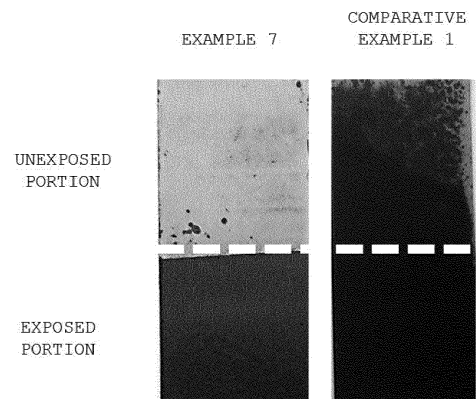 EXAMPLE 7
COMPARATIVE
EXAMPLE 1
UNEXPOSED
PORTION
EXPOSED
PORTION